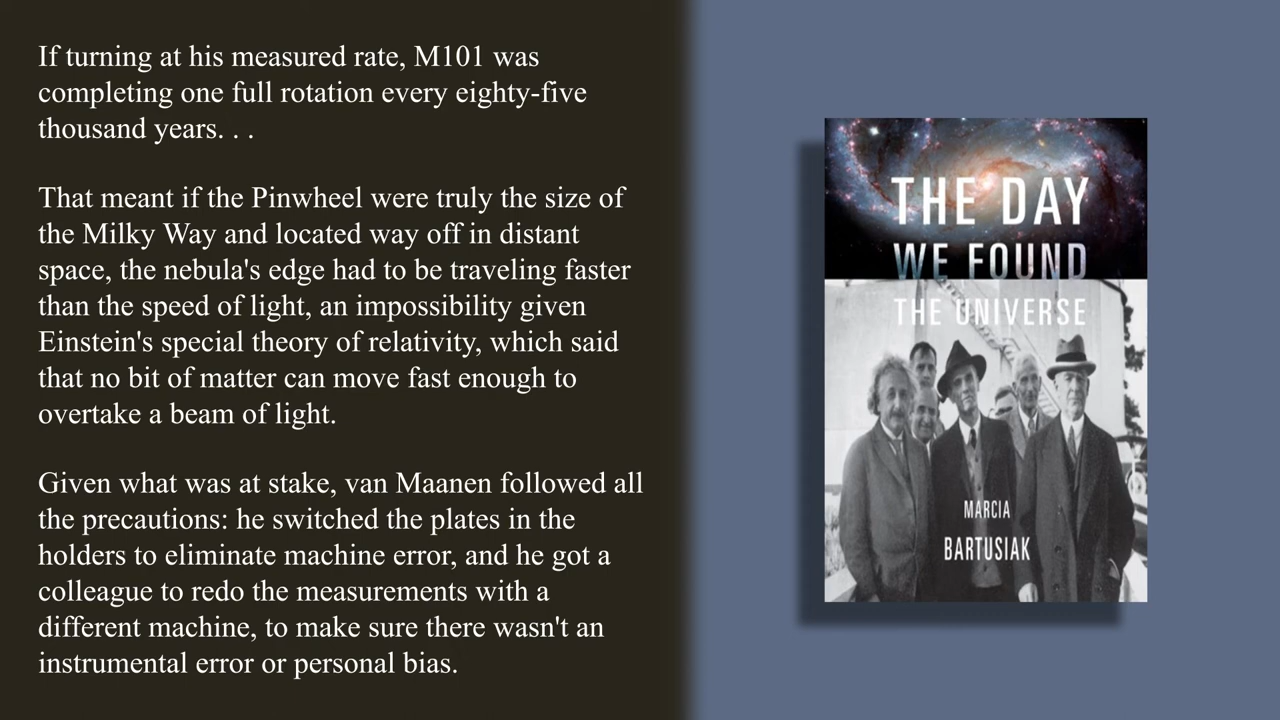 If turning at his measured rate, M101 was
completing one full rotation every eighty-five
thousand years. . .
That meant if the Pinwheel were truly the size of
the Milky Way and located way off in distant
space, the nebula's edge had to be traveling faster
than the speed of light, an impossibility given
Einstein's special theory of relativity, which said
that no bit of matter can move fast enough to
overtake a beam of light.
Given what was at stake, van Maanen followed all
the precautions: he switched the plates in the
holders to eliminate machine error, and he got a
colleague to redo the measurements with a
different machine, to make sure there wasn't an
instrumental error or personal bias.
THE DAY
WE FOUND
THE UNIVERSE
MARCIA
BARTUSIAK